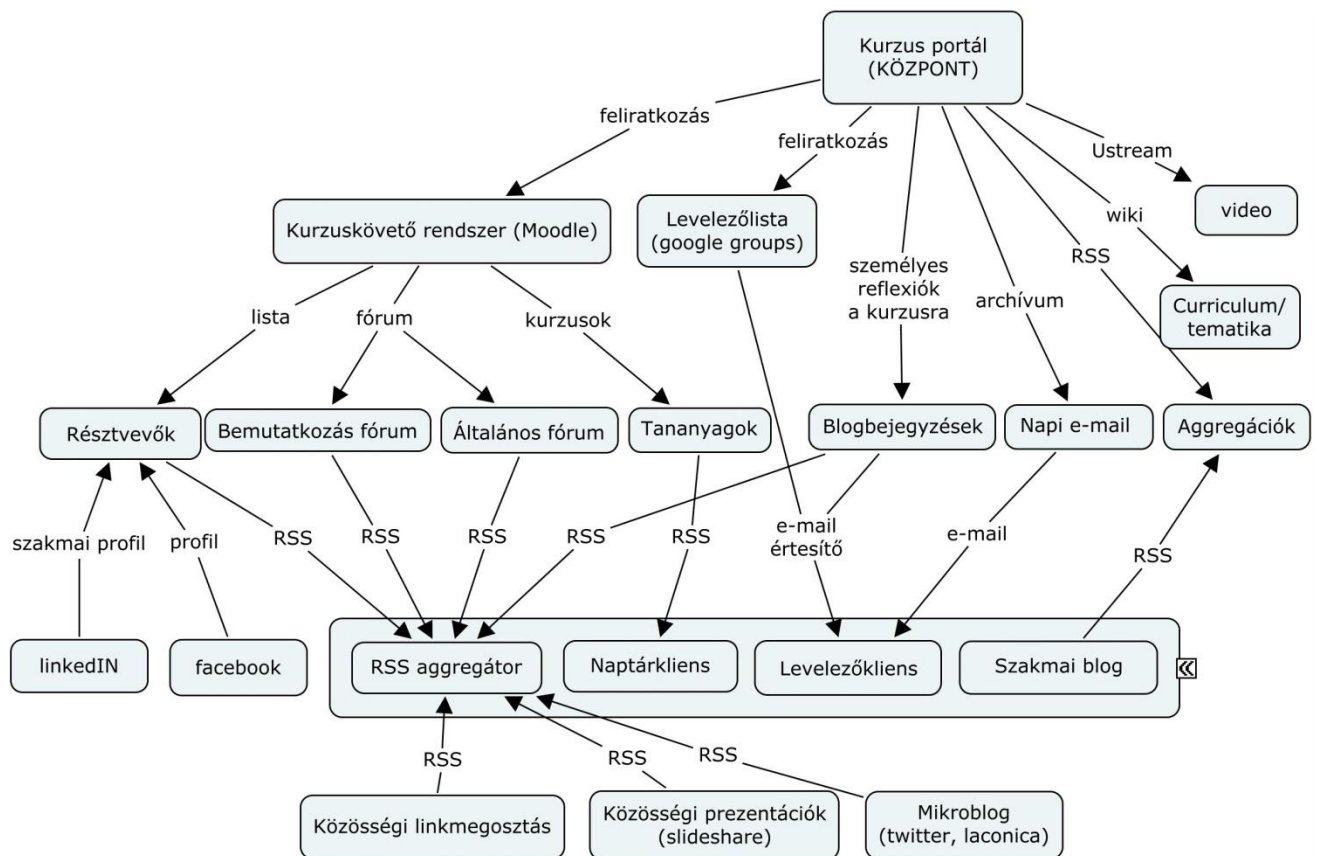 Kurzus portál
(KÖZPONT)
feliratkozás
feliratkozás
Ustream
Kurzuskövető rendszer (Moodle)
Levelezőlista
(google groups)
video
wiki
RSS
személyes
reflexiók
a kurzusra
archívum
Curriculum/
tematika
lista
fórum
kurzusok
Résztvevők
Bemutatkozás fórum
Általános fórum
Tananyagok
Blogbejegyzések
Napi e-mail
Aggregációk
szakmai profil
profil
RSS
RSS
RSS
RSS
RSS
e-mail
értesítő
e-mail
RSS
linkedIN
facebook
RSS aggregátor
Naptárkliens
Levelezőkliens
Szakmai blog
RSS
RSS
RSS
Közösségi linkmegosztás
Közösségi prezentációk
(slideshare)
Mikroblog
(twitter, laconica)